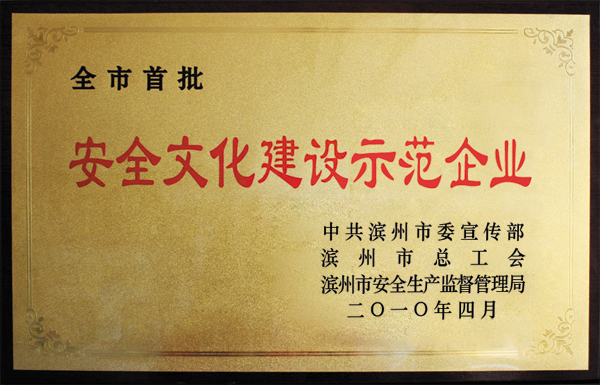 全市首批
安全文化建设示范企业
中共滨州市委宣传部
滨州市总工会
滨州市安全生产监督管理局
二〇一〇年四月